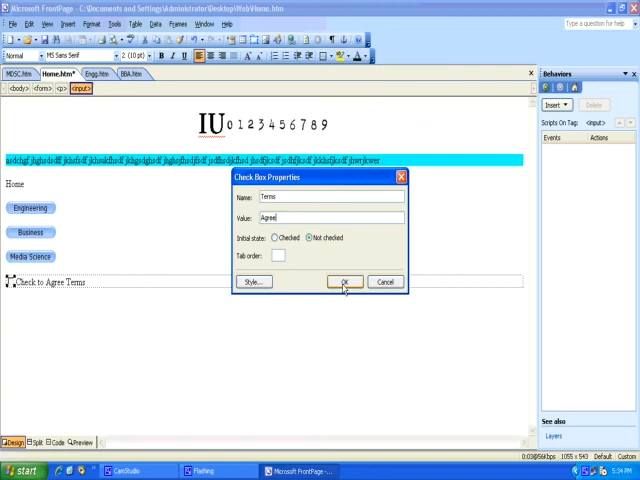 Microsoft FrontPage - C:\Documents and Settings\Administrator\Desktop\Web\Home.htm
File Edit View Insert Format Tools Table Data Frames Window Help
Type a question for help
Normal MS Sans Serif 2 (10 pt) B I U
MDSC.htm Home.htm* Engg.htm BBA.htm
<body> <form> <p> <input>
IU 0 1 2 3 4 5 6 7 8 9
Home
Engineering
Business
Media Science
Check to Agree Terms
Check Box Properties
Name: Terms
Value: Agree
Initial state: Checked Not checked
Tab order:
Style... OK Cancel
Behaviors
Insert Delete
Scripts On Tag: <input>
Events Actions
See also
Layers
Design Split Code Preview
0:03@56Kbps 1055 x 543 Default Custom
start CamStudio Flashing Microsoft FrontPage -... 5:34 PM